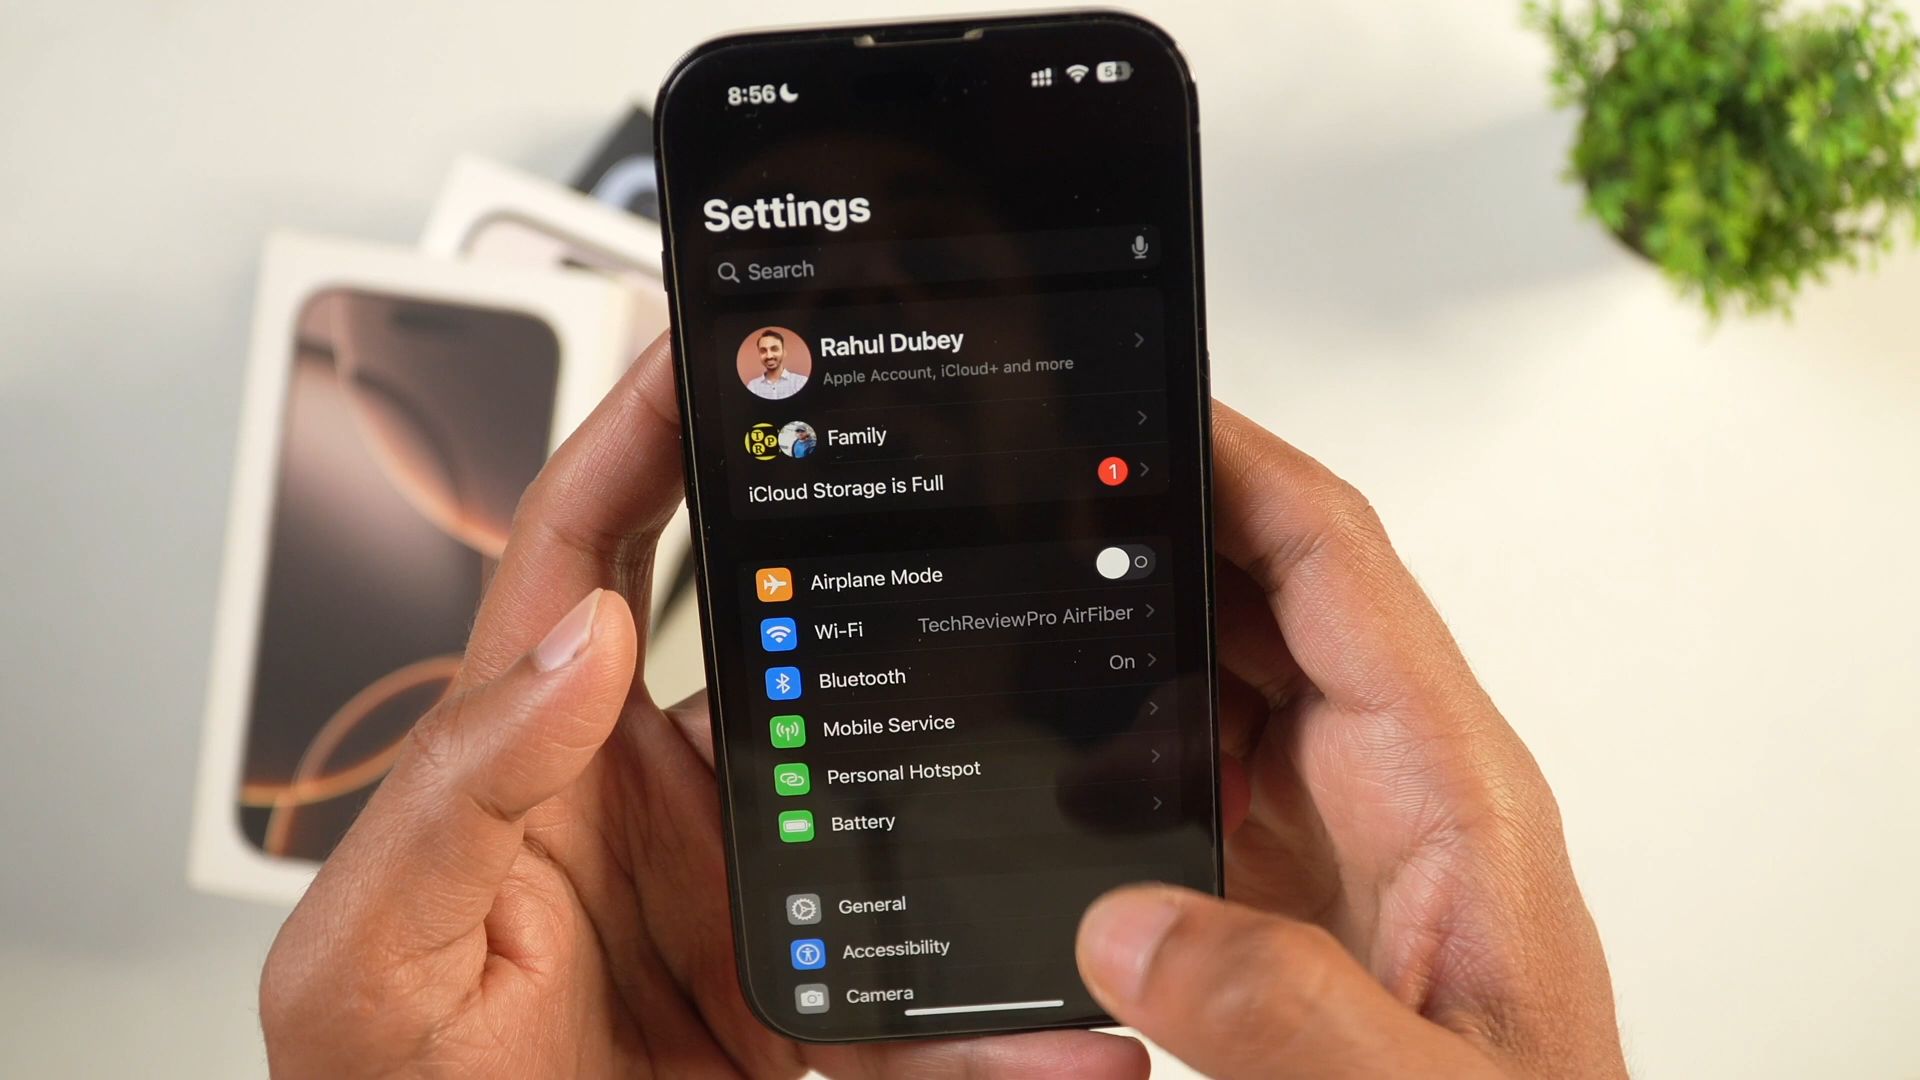 8:56
54
Settings
Search
Rahul Dubey
Apple Account, iCloud+ and more
T P R
Family
iCloud Storage is Full 1
Airplane Mode
Wi-Fi TechReviewPro AirFiber
Bluetooth On
Mobile Service
Personal Hotspot
Battery
General
Accessibility
Camera